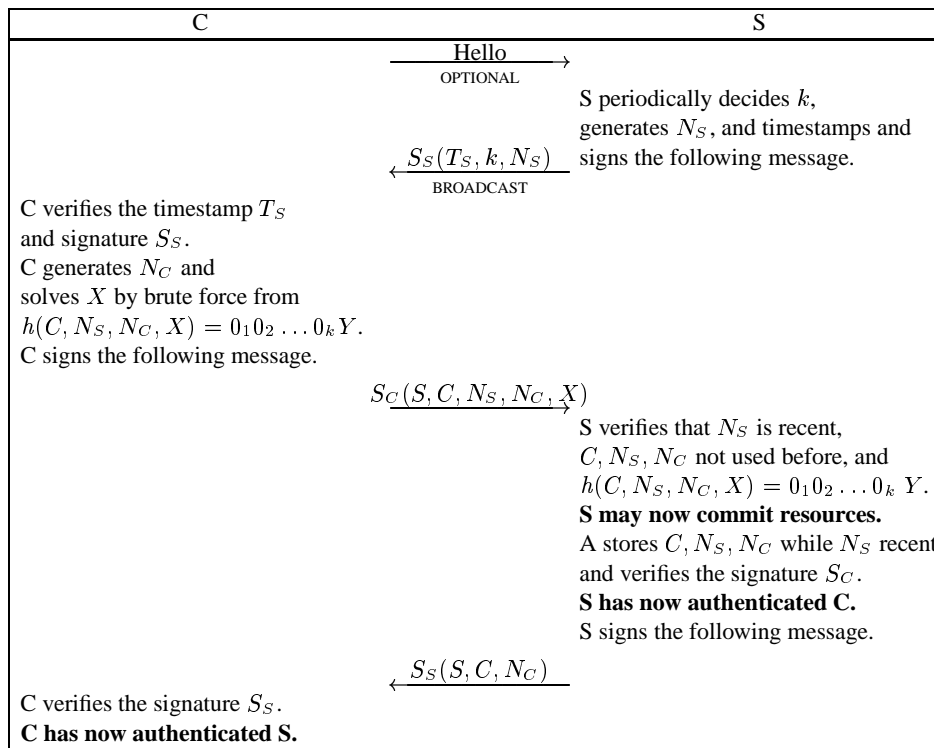 C S
Hello
OPTIONAL
S periodically decides k,
generates N_S, and timestamps and
signs the following message.
S_S(T_S, k, N_S)
BROADCAST
C verifies the timestamp T_S
and signature S_S.
C generates N_C and
solves X by brute force from
h(C, N_S, N_C, X) = 0_1 0_2 ... 0_k Y.
C signs the following message.
S_C(S, C, N_S, N_C, X)
S verifies that N_S is recent,
C, N_S, N_C not used before, and
h(C, N_S, N_C, X) = 0_1 0_2 ... 0_k Y.
S may now commit resources.
A stores C, N_S, N_C while N_S recent
and verifies the signature S_C.
S has now authenticated C.
S signs the following message.
S_S(S, C, N_C)
C verifies the signature S_S.
C has now authenticated S.